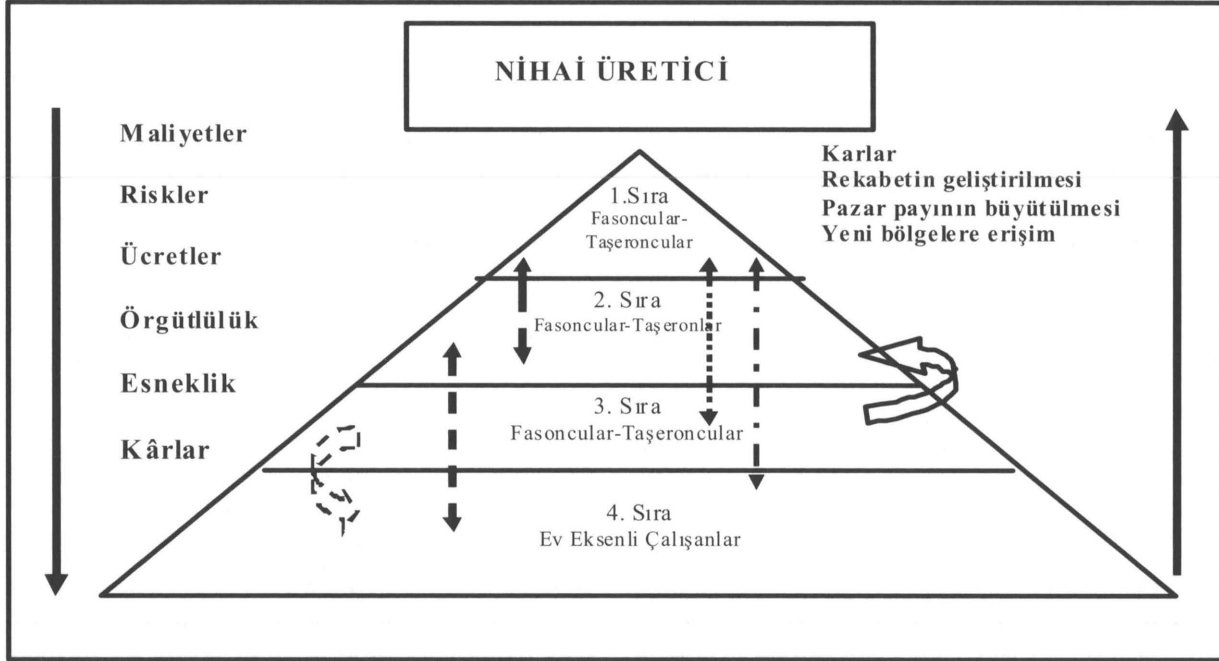 NİHAİ ÜRETİCİ
Maliyetler
Riskler
Ücretler
Örgütlülük
Esneklik
Kârlar
Karlar
Rekabetin geliştirilmesi
Pazar payının büyütülmesi
Yeni bölgelere erişim
1.Sıra
Fasoncular-
Taşeroncular
2. Sıra
Fasoncular-Taşeronlar
3. Sıra
Fasoncular-Taşeroncular
4. Sıra
Ev Eksenli Çalışanlar